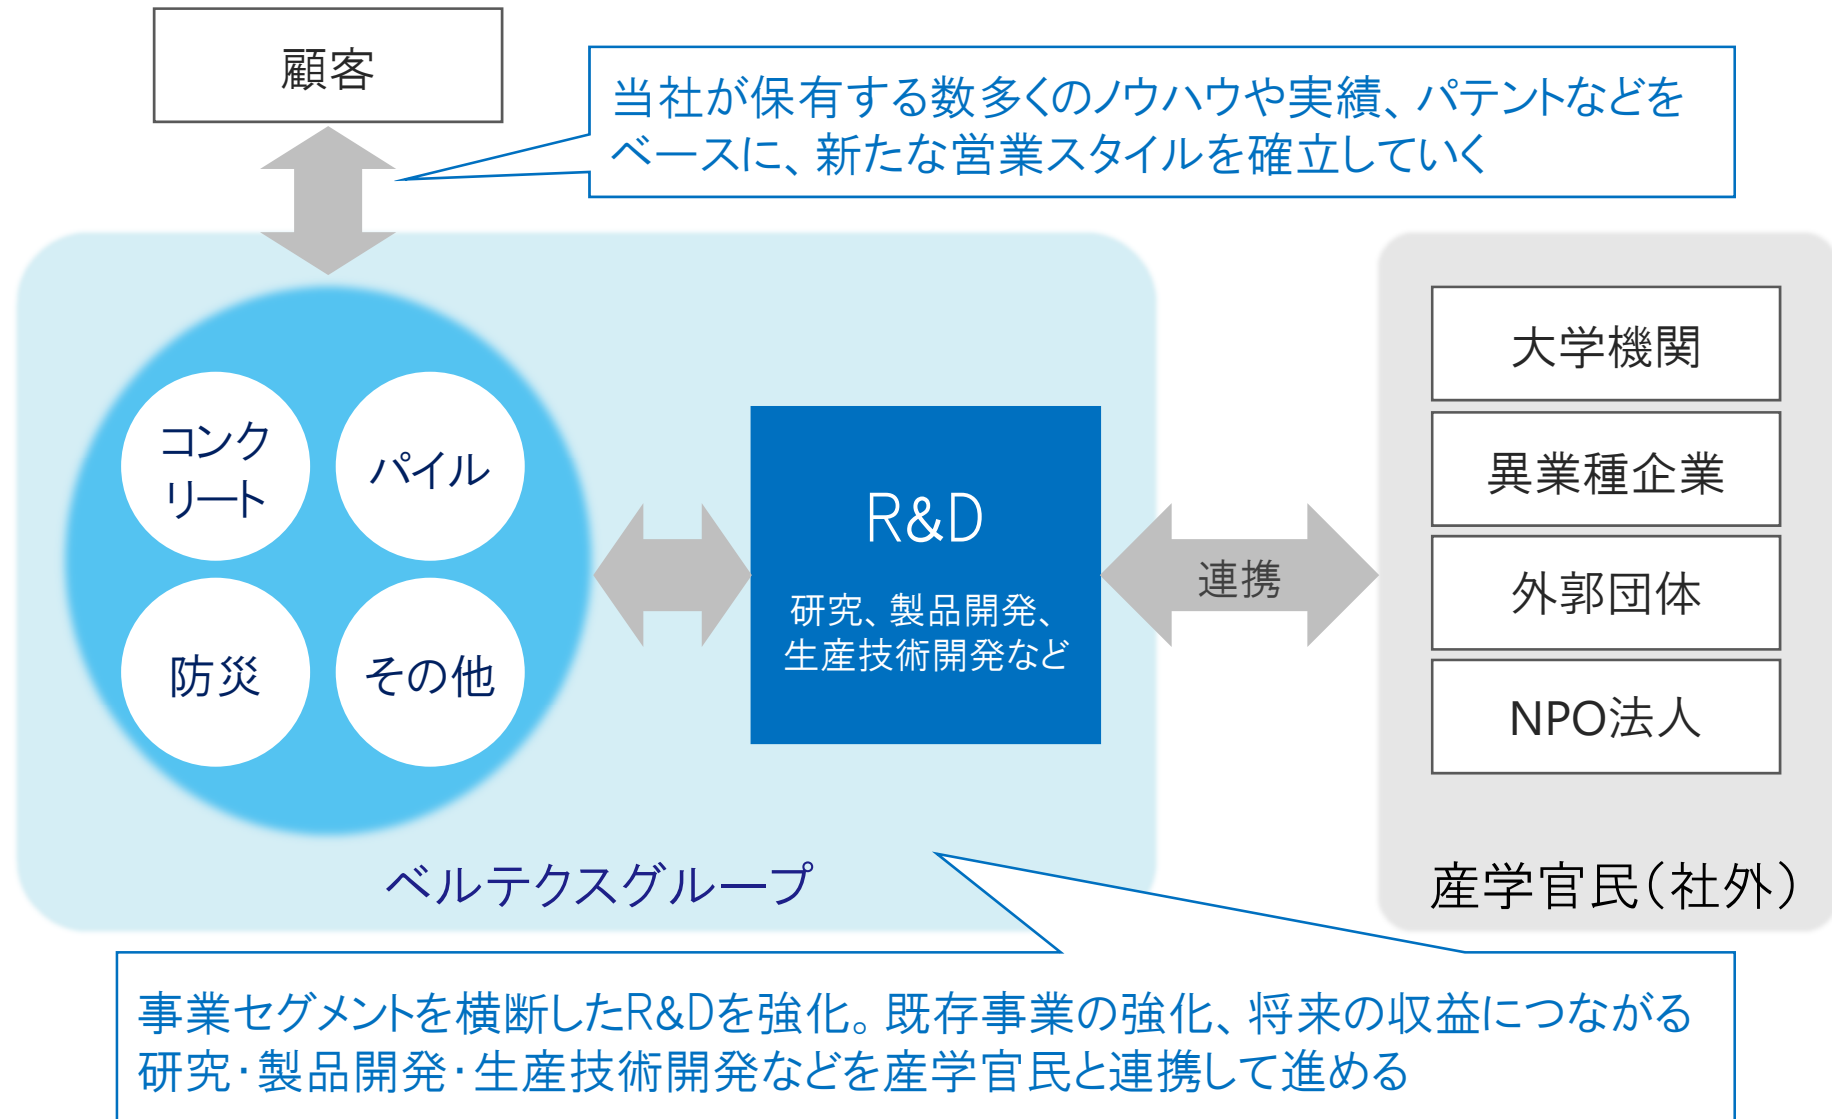 顧客
当社が保有する数多くのノウハウや実績、パテントなどを
ベースに、新たな営業スタイルを確立していく
コンク
リート
パイル
防災
その他
ベルテクスグループ
R&D
研究、製品開発、
生産技術開発など
連携
大学機関
異業種企業
外郭団体
NPO法人
産学官民(社外)
事業セグメントを横断したR&Dを強化。既存事業の強化、将来の収益につながる
研究・製品開発・生産技術開発などを産学官民と連携して進める